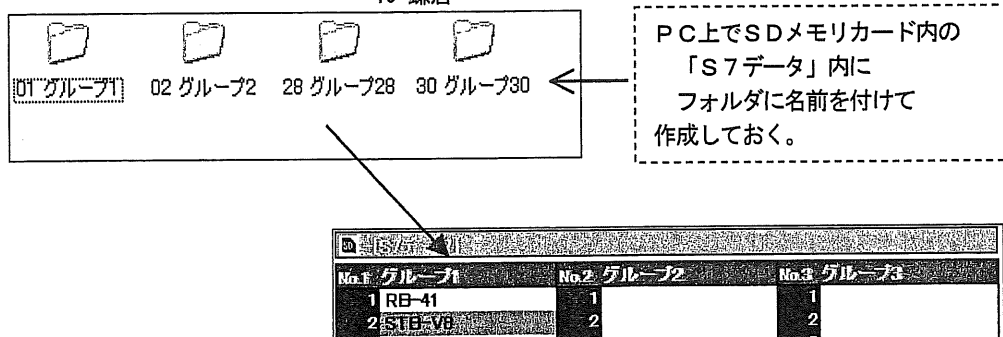 01 グループ1 02 グループ2 28 グループ28 30 グループ30
ＰＣ上でＳＤメモリカード内の
「Ｓ７データ」内に
フォルダに名前を付けて
作成しておく。
No.1 グループ1 No.2 グループ2 No.3 グループ3
1 RB-41 1 1
2 STB-V8 2 2